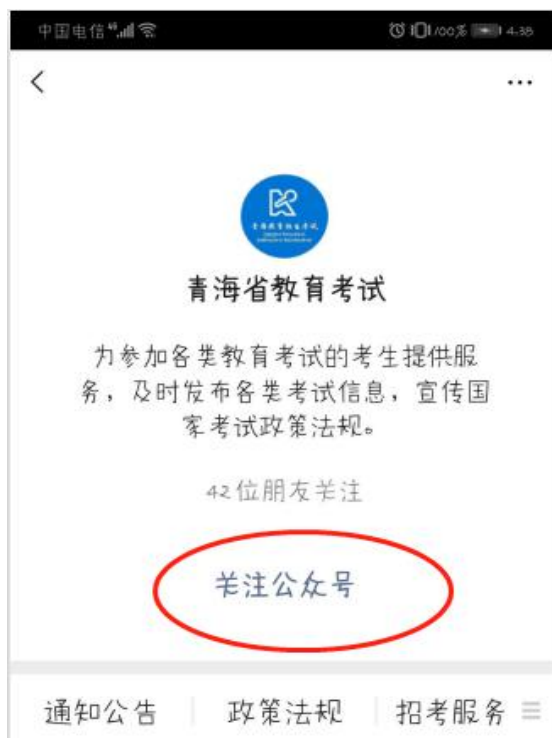 中国电信 4G 100% 4:38
青海省教育考试
为参加各类教育考试的考生提供服
务，及时发布各类考试信息，宣传国
家考试政策法规。
42位朋友关注
关注公众号
通知公告 政策法规 招考服务